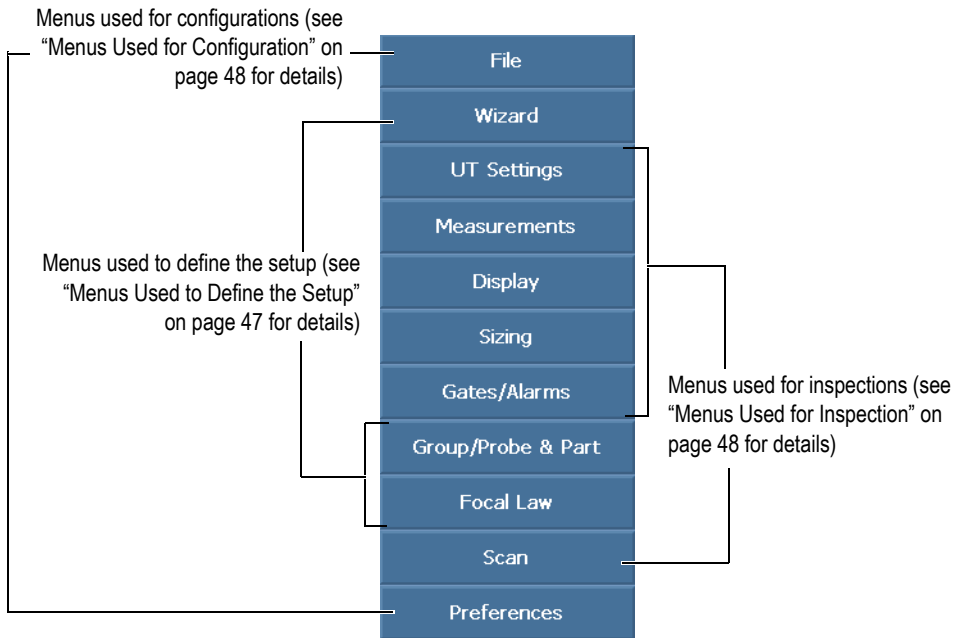 Menus used for configurations (see
“Menus Used for Configuration” on
page 48 for details)
File
Wizard
UT Settings
Measurements
Display
Sizing
Gates/Alarms
Group/Probe & Part
Focal Law
Scan
Preferences
Menus used to define the setup (see
“Menus Used to Define the Setup”
on page 47 for details)
Menus used for inspections (see
“Menus Used for Inspection” on
page 48 for details)